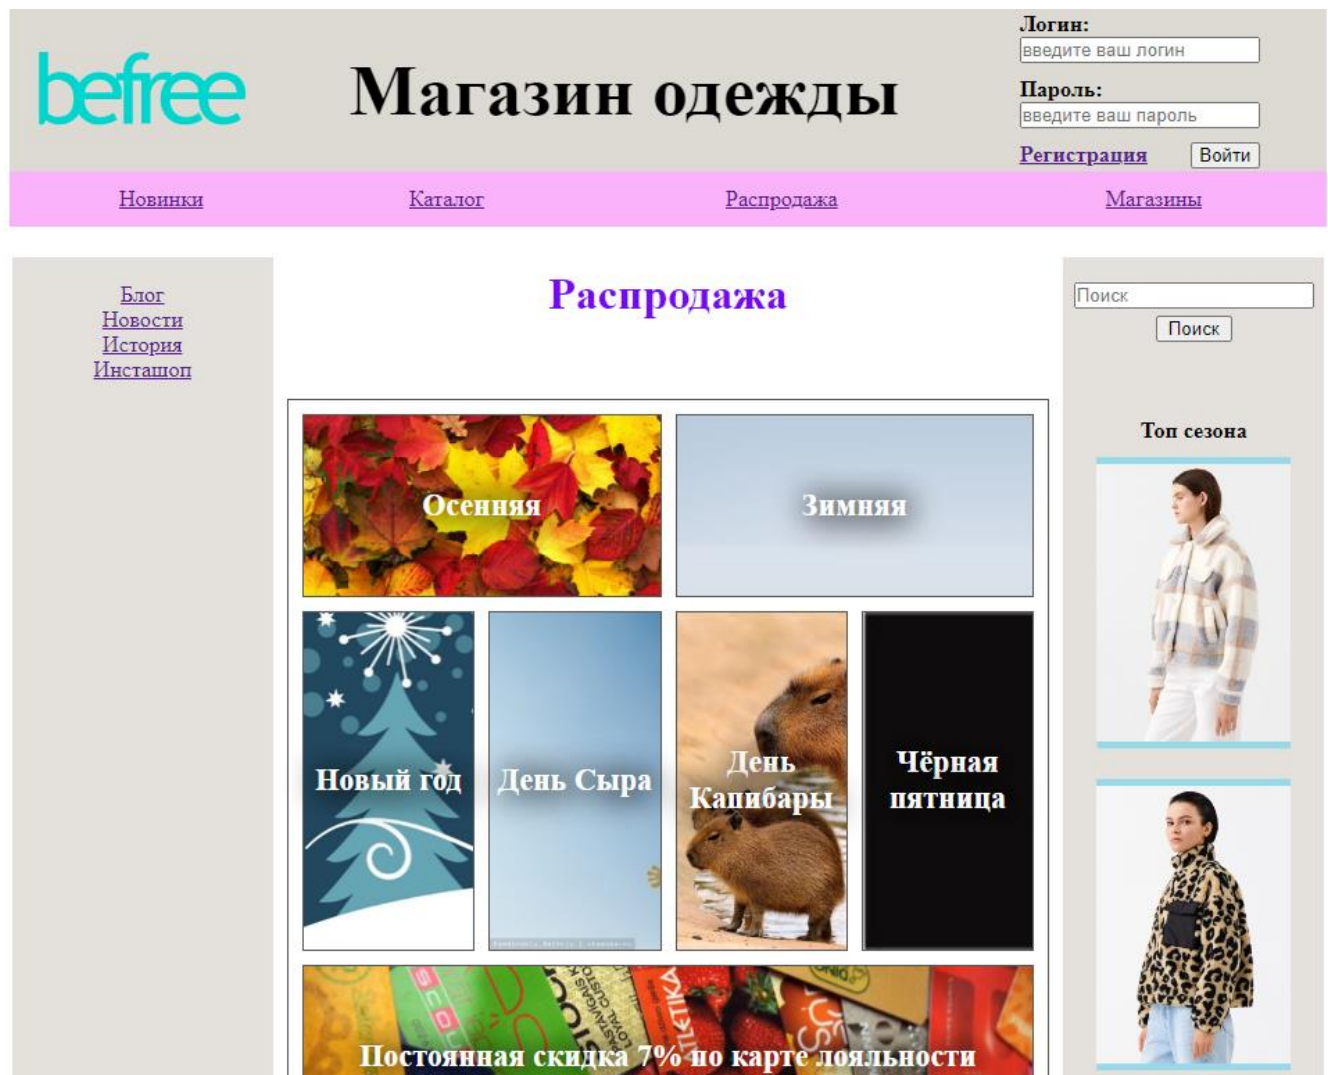 befree
Магазин одежды
Логин:
введите ваш логин
Пароль:
введите ваш пароль
Регистрация Войти
Новинки Каталог Распродажа Магазины
Блог
Новости
История
Инсташоп
Распродажа
Осенняя
Зимняя
Новый год
День Сыра
День
Капибары
Чёрная
пятница
Постоянная скидка 7% по карте лояльности
Поиск
Поиск
Топ сезона